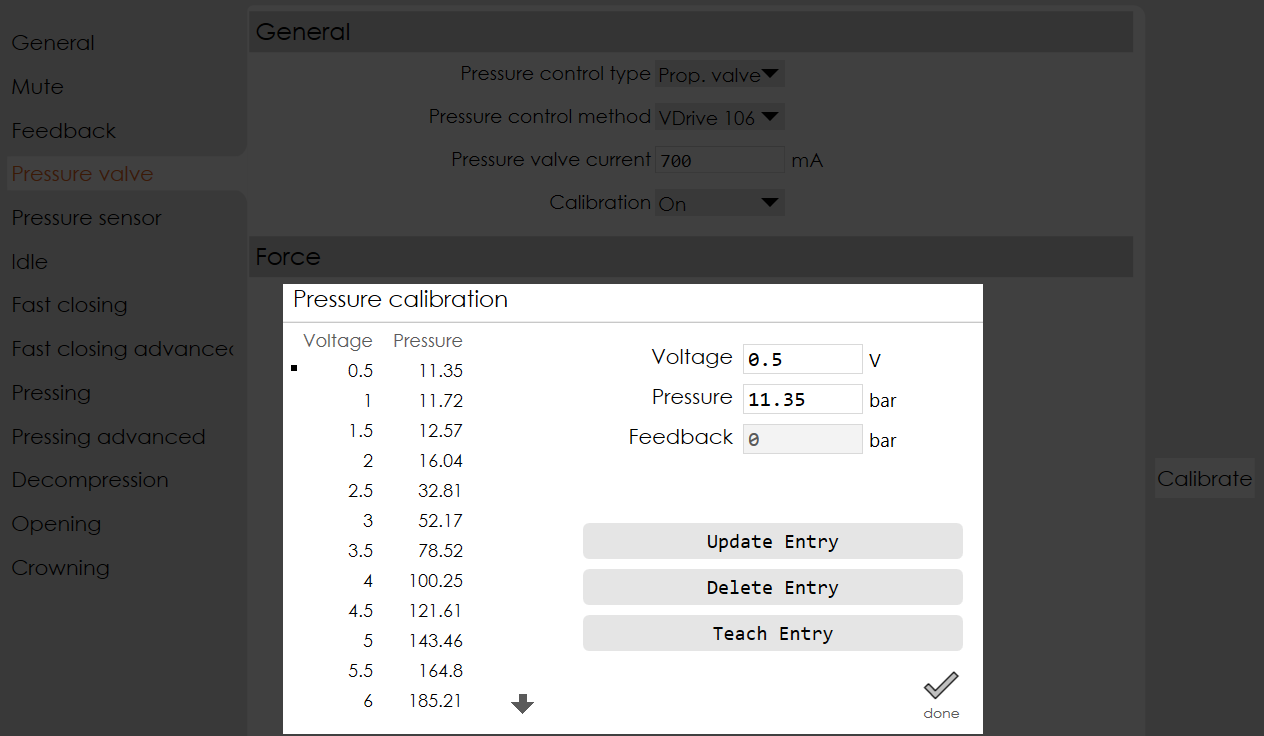 General
Mute
Feedback
Pressure valve
Pressure sensor
Idle
Fast closing
Fast closing advanced
Pressing
Pressing advanced
Decompression
Opening
Crowning
General
Pressure control type Prop. valve
Pressure control method VDrive 106
Pressure valve current 700 mA
Calibration On
Force
Pressure calibration
Voltage Pressure
0.5 11.35
1 11.72
1.5 12.57
2 16.04
2.5 32.81
3 52.17
3.5 78.52
4 100.25
4.5 121.61
5 143.46
5.5 164.8
6 185.21
Voltage 0.5 V
Pressure 11.35 bar
Feedback 0 bar
Update Entry
Delete Entry
Teach Entry
done
Calibrate